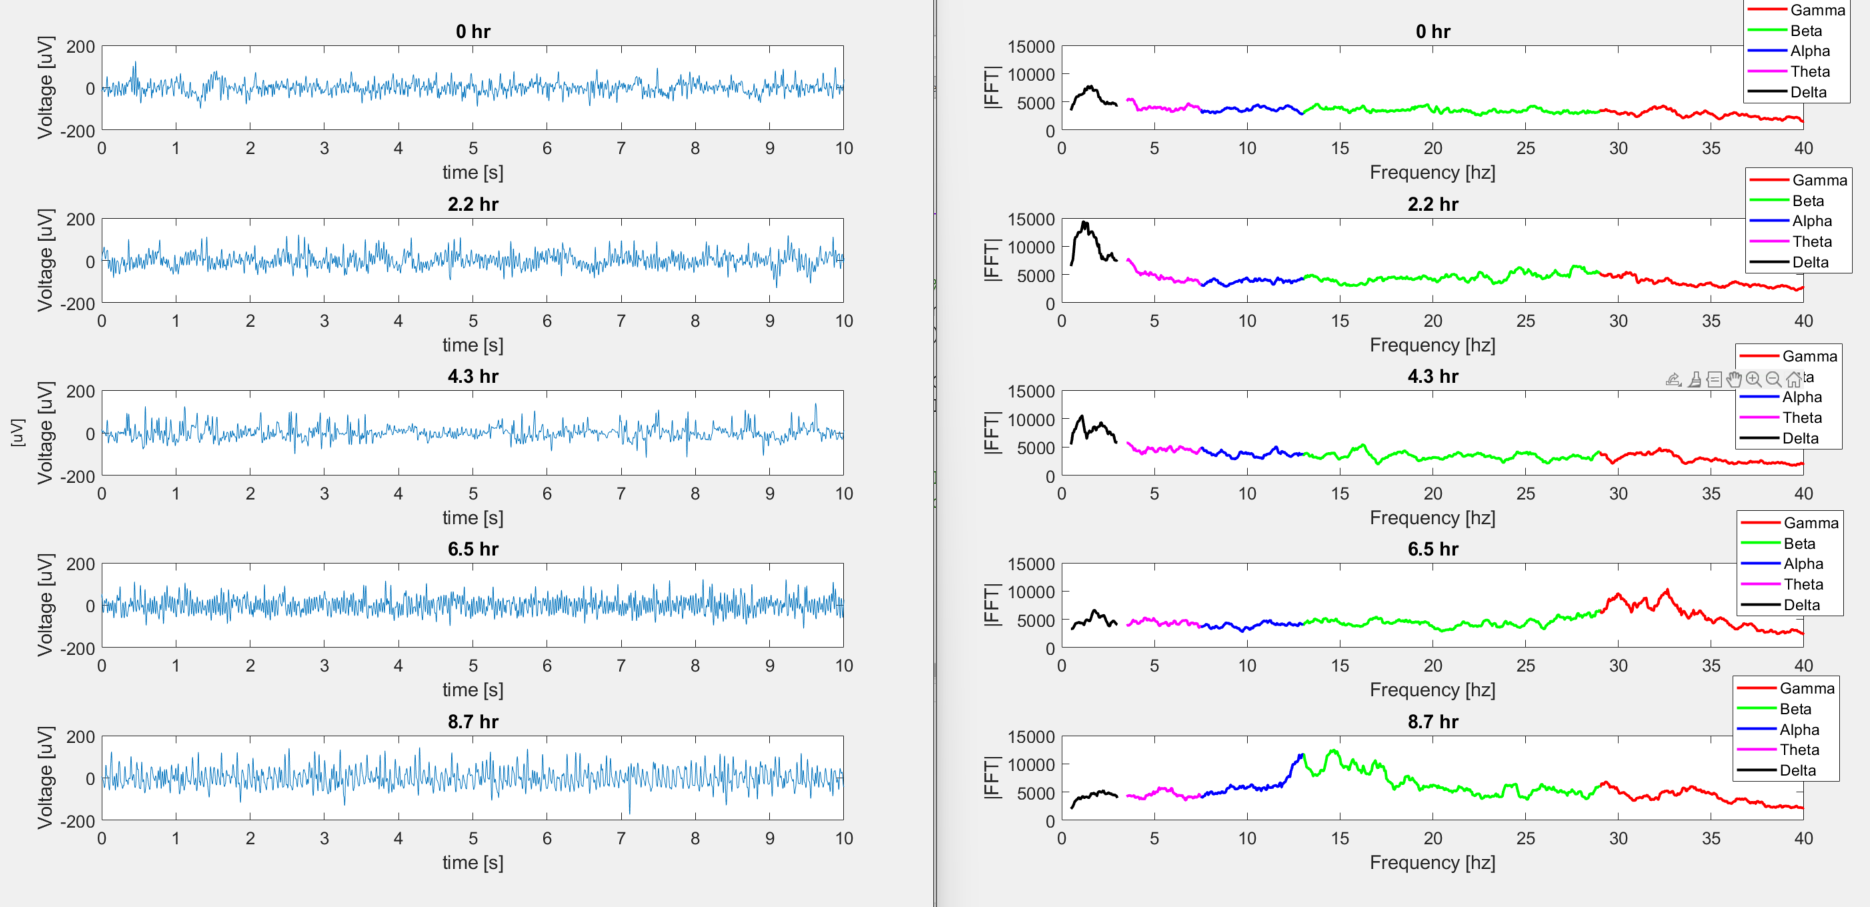 0 hr
Voltage [uV]
200
0
-200
0 1 2 3 4 5 6 7 8 9 10
time [s]
2.2 hr
Voltage [uV]
200
0
-200
0 1 2 3 4 5 6 7 8 9 10
time [s]
4.3 hr
[uV]
Voltage [uV]
200
0
-200
0 1 2 3 4 5 6 7 8 9 10
time [s]
6.5 hr
Voltage [uV]
200
0
-200
0 1 2 3 4 5 6 7 8 9 10
time [s]
8.7 hr
Voltage [uV]
200
0
-200
0 1 2 3 4 5 6 7 8 9 10
time [s]
0 hr
|FFT|
15000
10000
5000
0
0 5 10 15 20 25 30 35 40
Frequency [hz]
Gamma
Beta
Alpha
Theta
Delta
2.2 hr
|FFT|
15000
10000
5000
0
0 5 10 15 20 25 30 35 40
Frequency [hz]
Gamma
Beta
Alpha
Theta
Delta
4.3 hr
|FFT|
15000
10000
5000
0
0 5 10 15 20 25 30 35 40
Frequency [hz]
Gamma
ta
Alpha
Theta
Delta
6.5 hr
|FFT|
15000
10000
5000
0
0 5 10 15 20 25 30 35 40
Frequency [hz]
Gamma
Beta
Alpha
Theta
Delta
8.7 hr
|FFT|
15000
10000
5000
0
0 5 10 15 20 25 30 35 40
Frequency [hz]
Gamma
Beta
Alpha
Theta
Delta